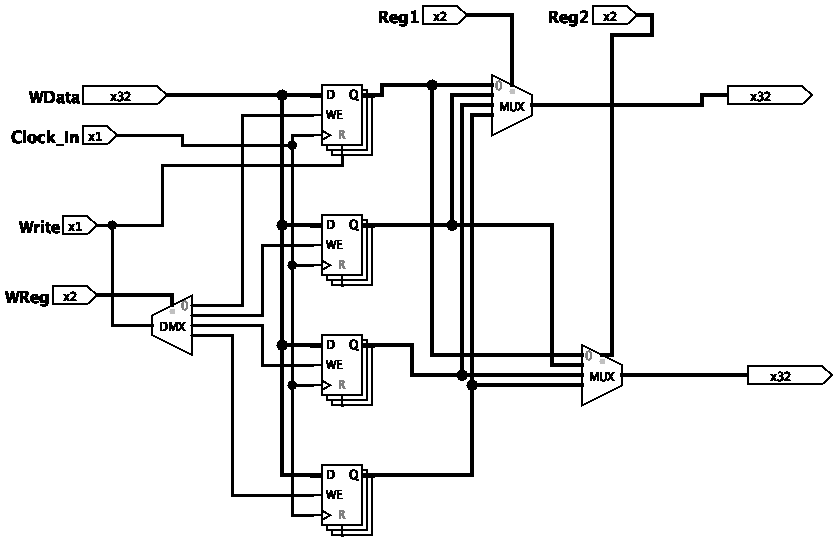 Reg1 x2
Reg2 x2
WData x32
D Q
WE
R
0
MUX
x32
Clock_In x1
Write x1
D Q
WE
R
WReg x2
0
DMX
D Q
WE
R
0
MUX
x32
D Q
WE
R